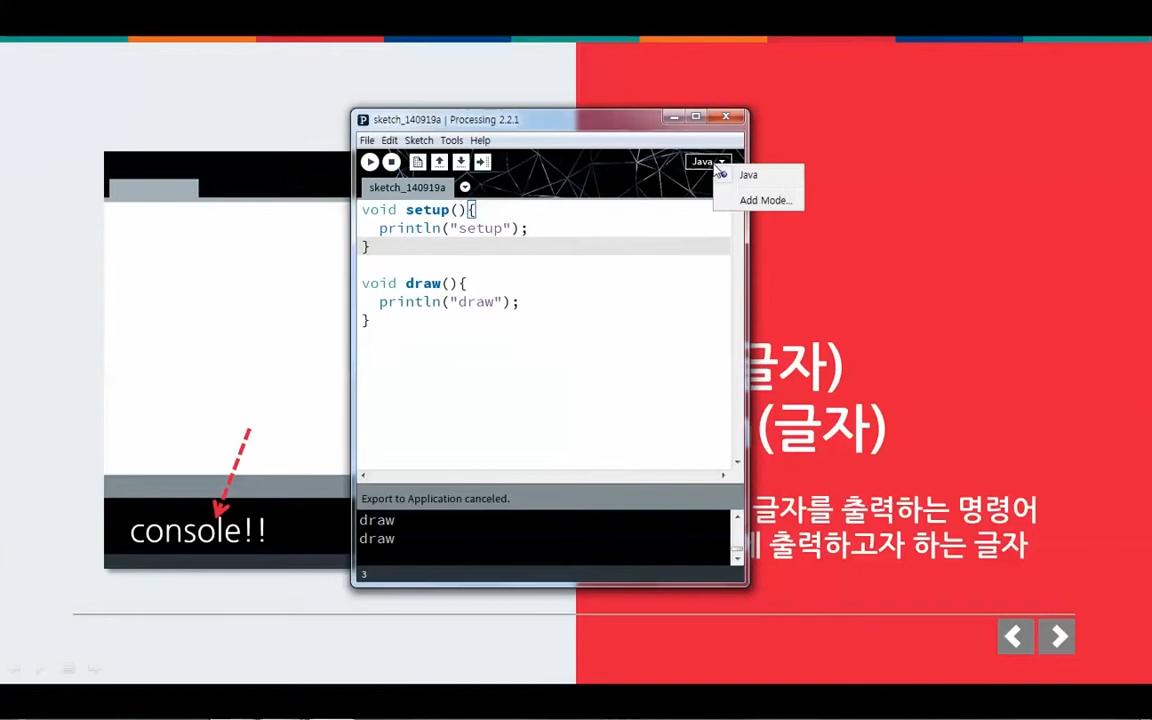 sketch_140919a | Processing 2.2.1
File Edit Sketch Tools Help
Java
Java
Add Mode...
sketch_140919a
void setup(){
println("setup");
}
void draw(){
println("draw");
}
글자)
(글자)
Export to Application canceled.
글자를 출력하는 명령어
출력하고자 하는 글자
draw
draw
console!!
3